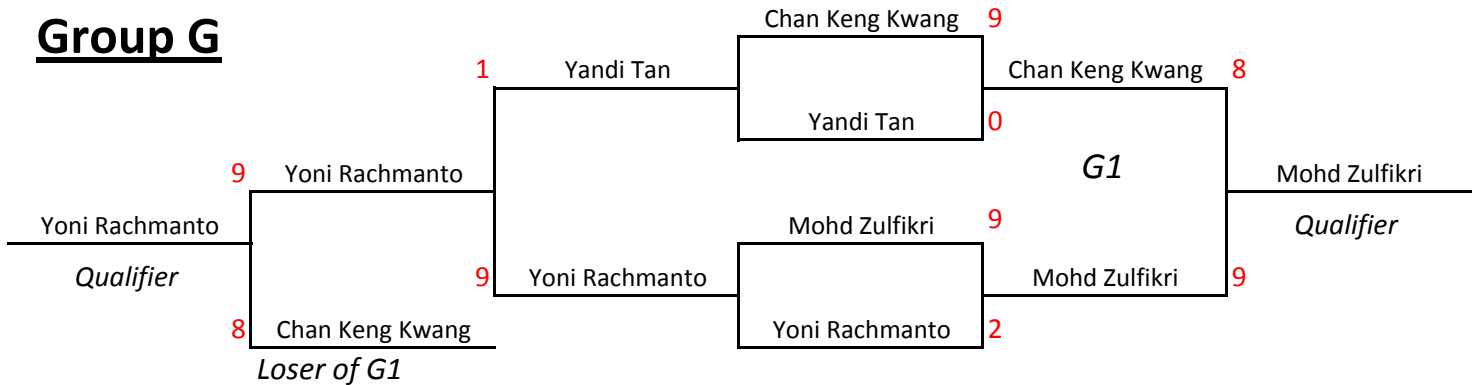 Group G
Chan Keng Kwang 9
1 Yandi Tan Chan Keng Kwang 8
Yandi Tan 0
9 Yoni Rachmanto G1 Mohd Zulfikri
Yoni Rachmanto Mohd Zulfikri 9 Qualifier
Qualifier 9 Yoni Rachmanto Mohd Zulfikri 9
8 Chan Keng Kwang Yoni Rachmanto 2
Loser of G1